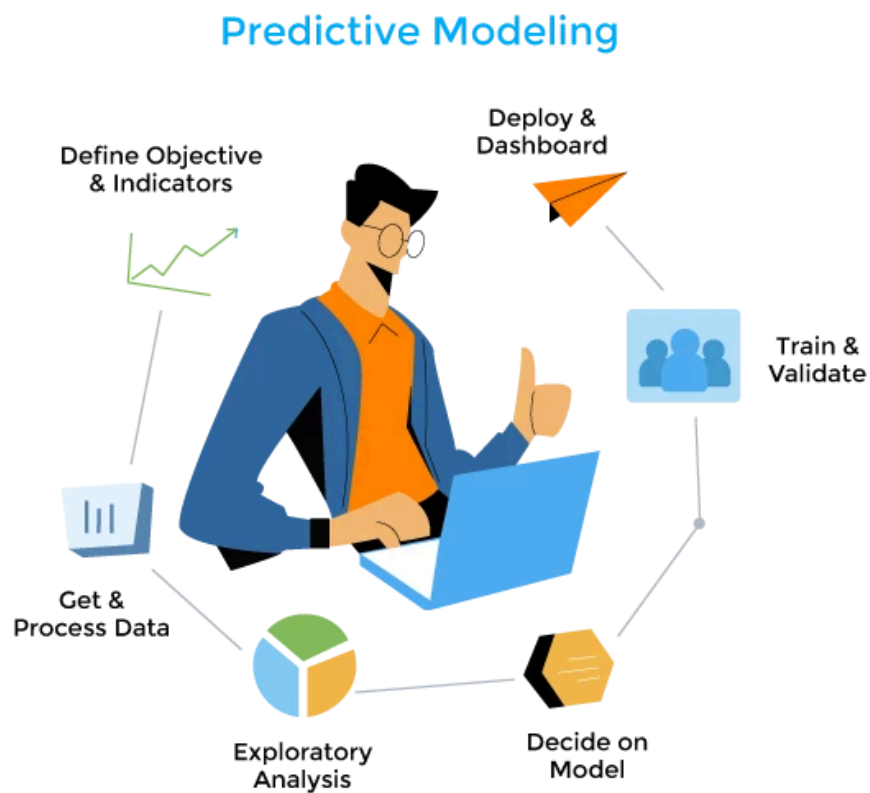 Predictive Modeling
Define Objective
& Indicators
Get &
Process Data
Exploratory
Analysis
Decide on
Model
Train &
Validate
Deploy &
Dashboard